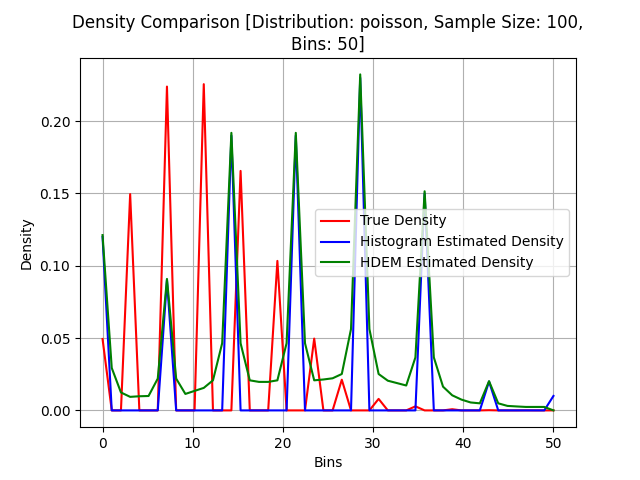 Density Comparison [Distribution: poisson, Sample Size: 100,
Bins: 50]
Density
0.20
0.15
0.10
0.05
0.00
True Density
Histogram Estimated Density
HDEM Estimated Density
0 10 20 30 40 50
Bins